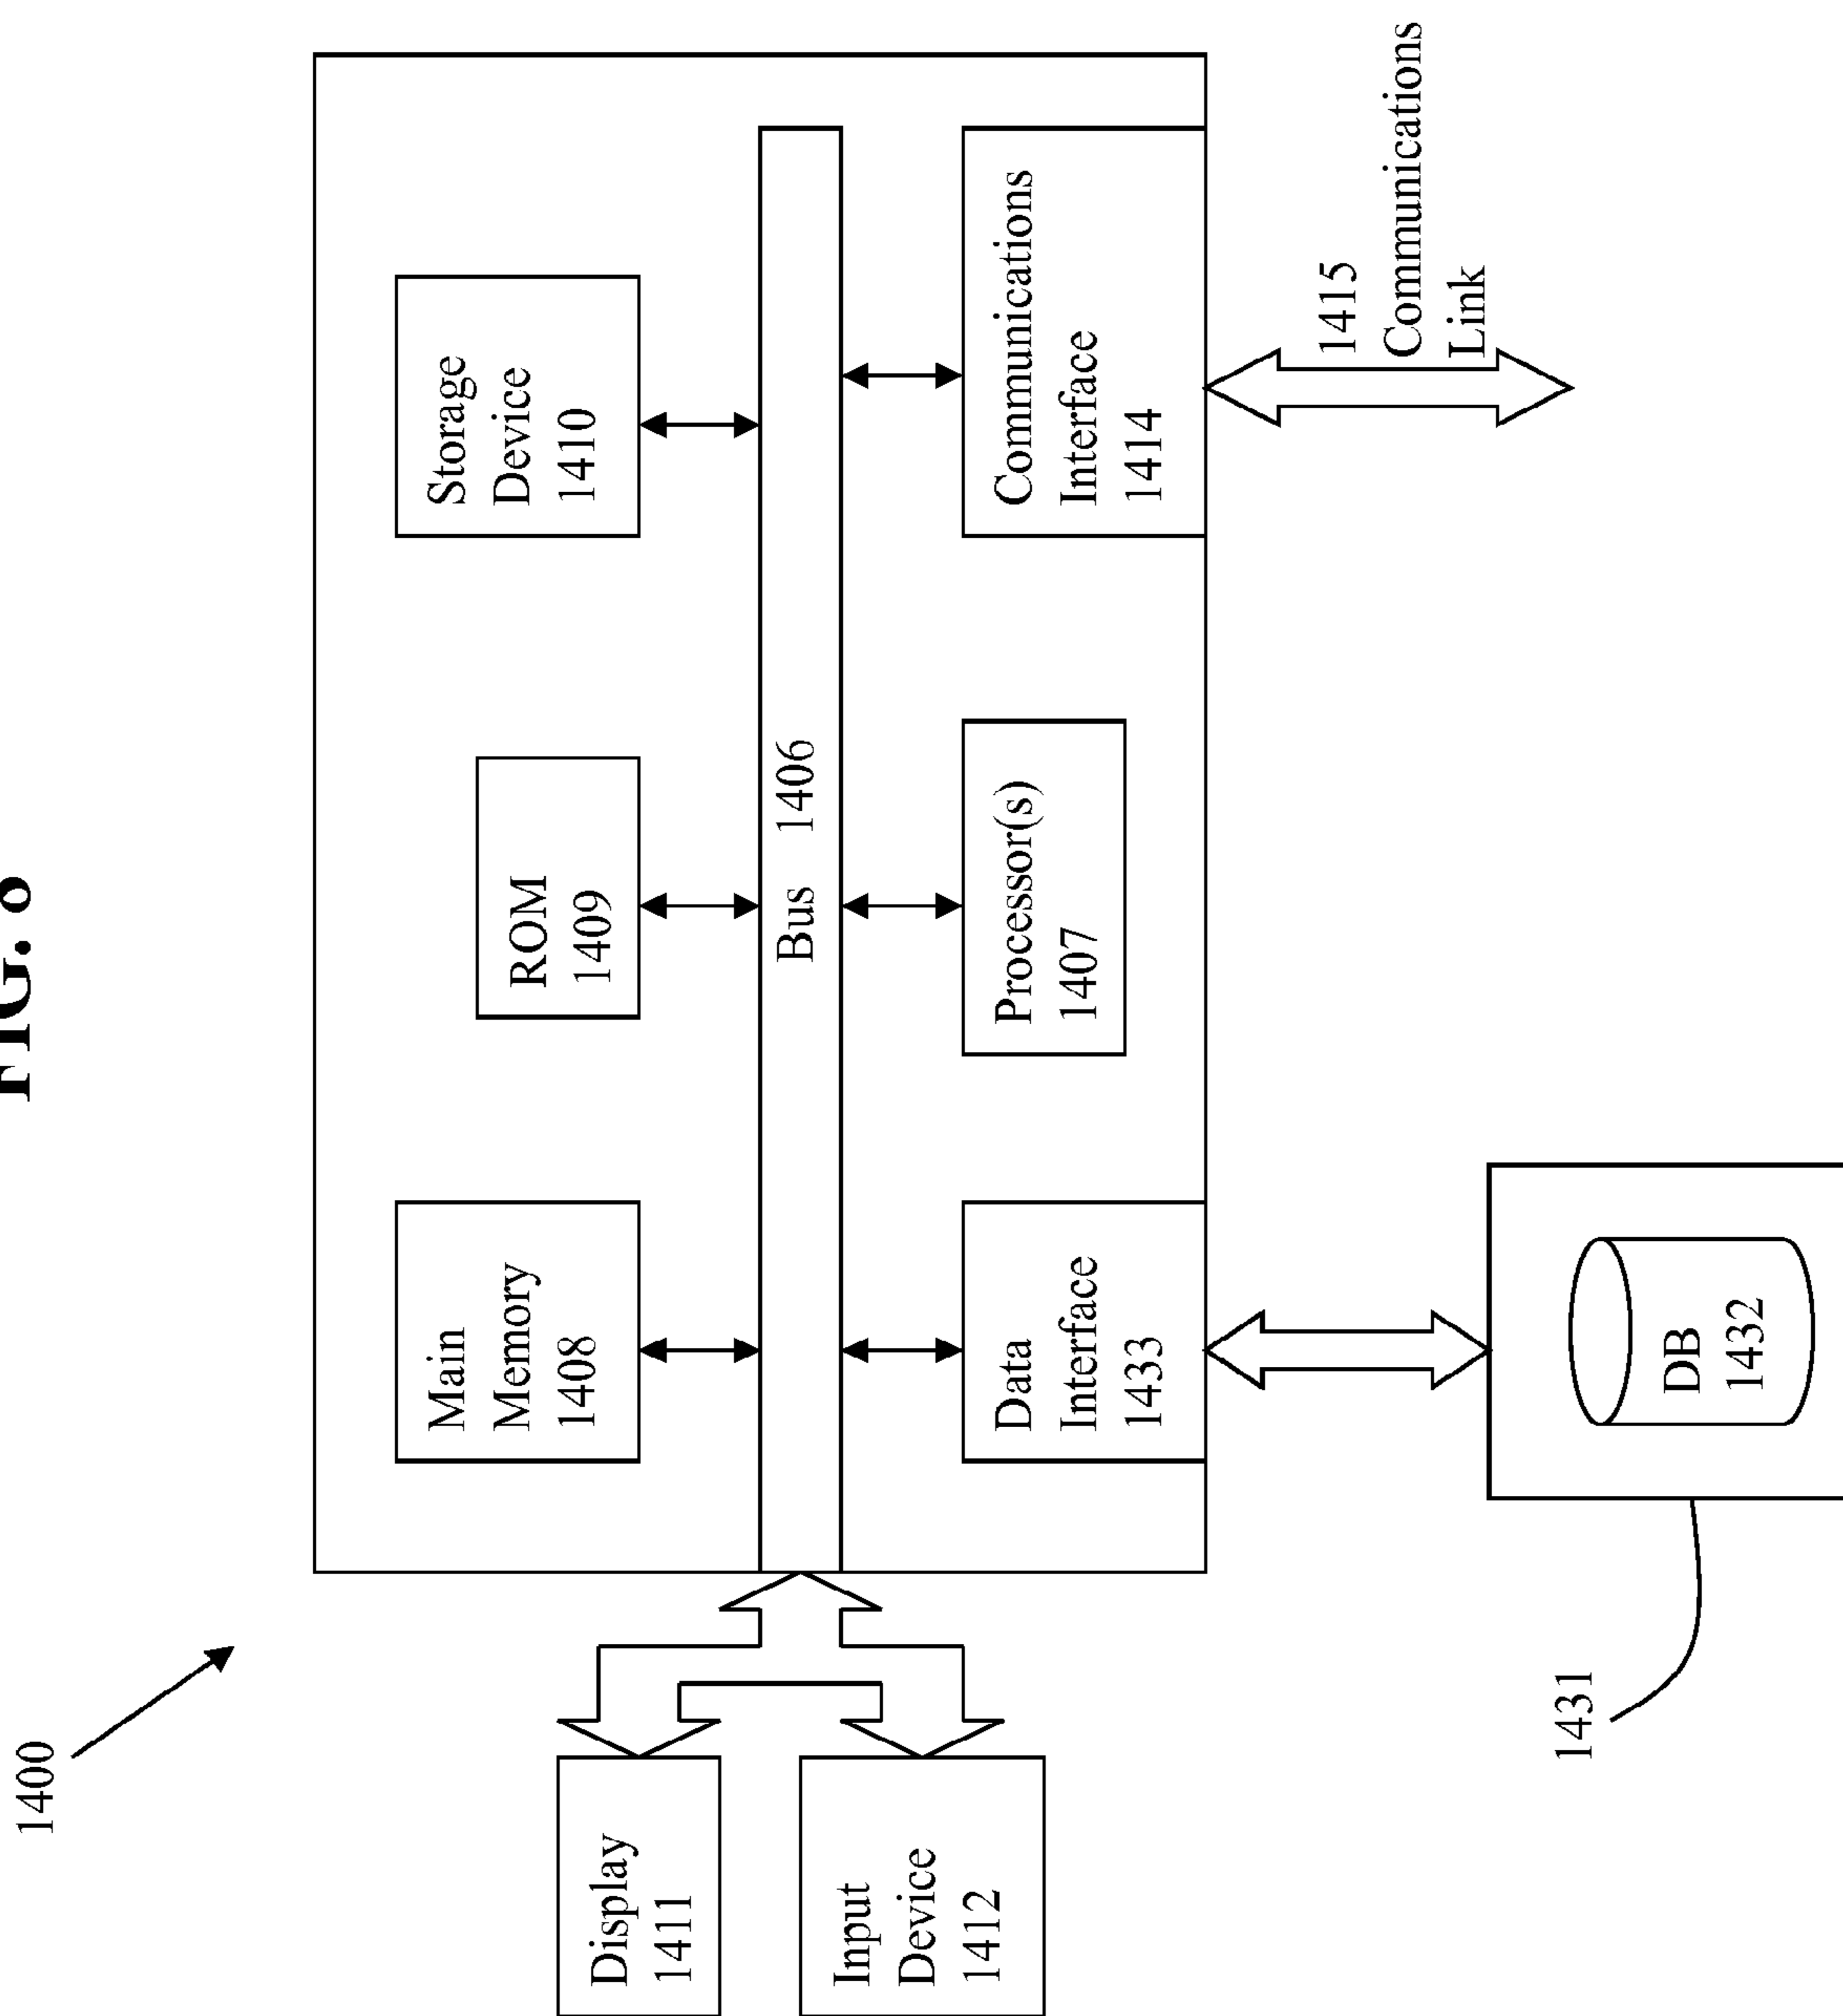 FIG.
1400
Main
Memory
1408
ROM
1409
Storage
Device
1410
Display
1411
Bus 1406
Input
Device
1412
Data
Interface
1433
Processor(s)
1407
Communications
Interface
1414
1415
Communications
Link
1431
DB
1432